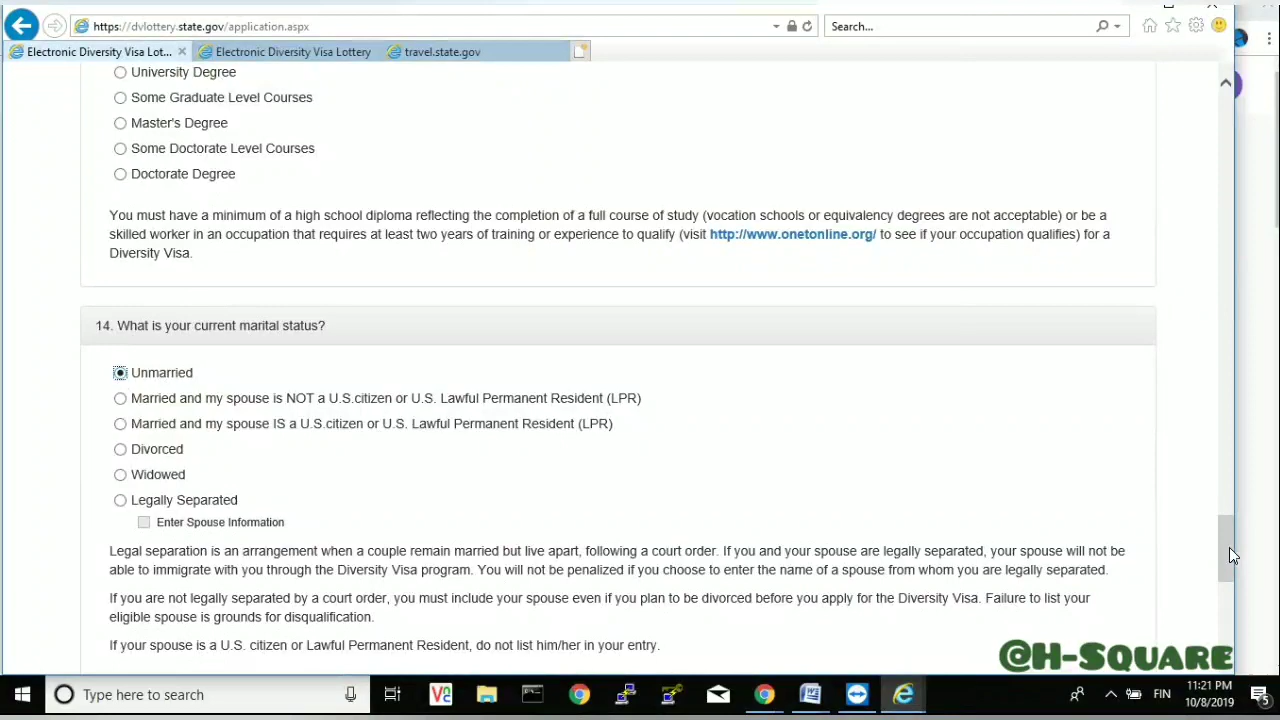 https://dvlottery.state.gov/application.aspx
Search...
Electronic Diversity Visa Lot...
Electronic Diversity Visa Lottery
travel.state.gov
University Degree
Some Graduate Level Courses
Master's Degree
Some Doctorate Level Courses
Doctorate Degree
You must have a minimum of a high school diploma reflecting the completion of a full course of study (vocation schools or equivalency degrees are not acceptable) or be a
skilled worker in an occupation that requires at least two years of training or experience to qualify (visit http://www.onetonline.org/ to see if your occupation qualifies) for a
Diversity Visa.
14. What is your current marital status?
Unmarried
Married and my spouse is NOT a U.S.citizen or U.S. Lawful Permanent Resident (LPR)
Married and my spouse IS a U.S.citizen or U.S. Lawful Permanent Resident (LPR)
Divorced
Widowed
Legally Separated
Enter Spouse Information
Legal separation is an arrangement when a couple remain married but live apart, following a court order. If you and your spouse are legally separated, your spouse will not be
able to immigrate with you through the Diversity Visa program. You will not be penalized if you choose to enter the name of a spouse from whom you are legally separated.
If you are not legally separated by a court order, you must include your spouse even if you plan to be divorced before you apply for the Diversity Visa. Failure to list your
eligible spouse is grounds for disqualification.
If your spouse is a U.S. citizen or Lawful Permanent Resident, do not list him/her in your entry.
@H-SQUARE
Type here to search
FIN
11:21 PM
10/8/2019
5